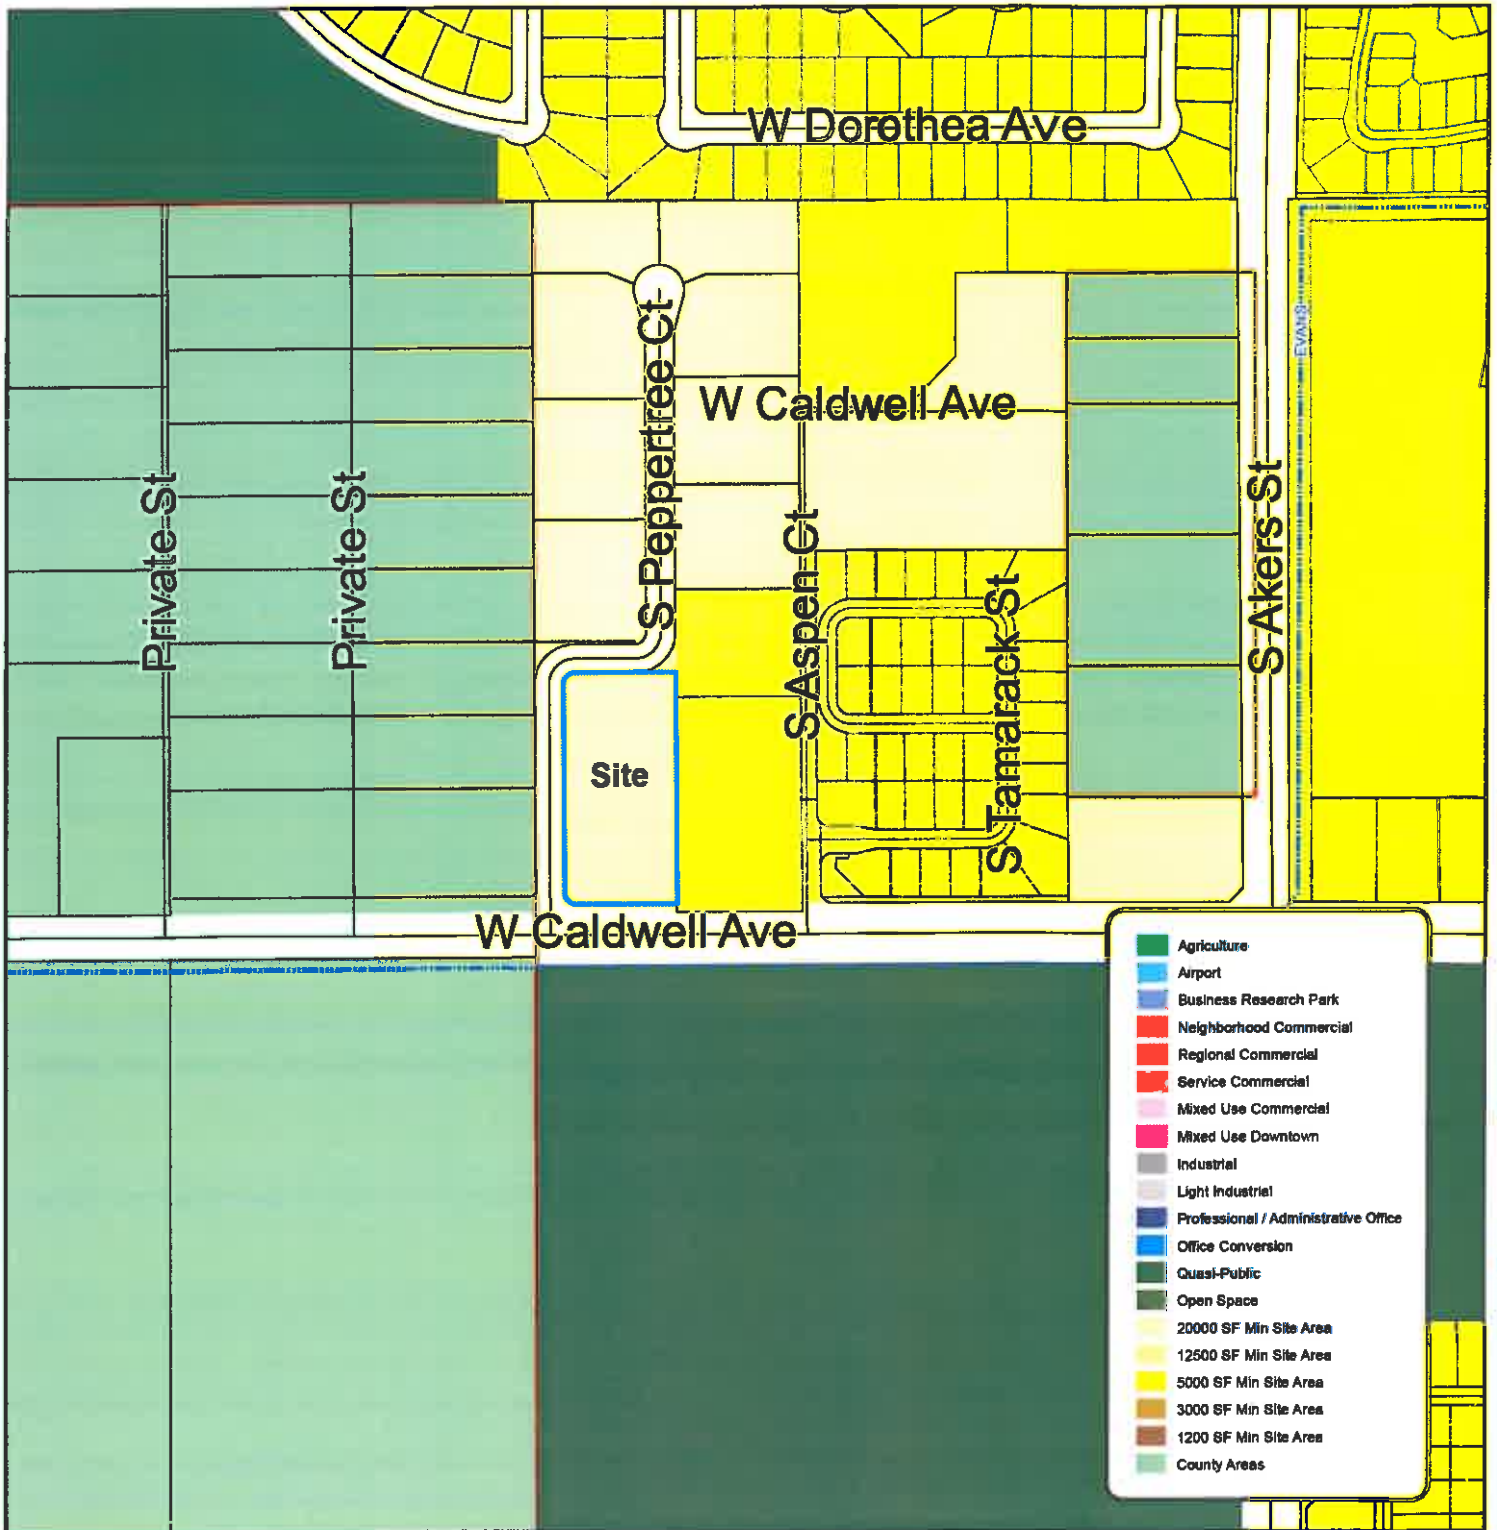 W Dorothea Ave
EVANS
S Peppertree Ct
W Caldwell Ave
Private St
Private St
S Aspen Ct
S Tamarack St
S Akers St
Site
W Caldwell Ave
Agriculture
Airport
Business Research Park
Neighborhood Commercial
Regional Commercial
Service Commercial
Mixed Use Commercial
Mixed Use Downtown
Industrial
Light Industrial
Professional / Administrative Office
Office Conversion
Quasi-Public
Open Space
20000 SF Min Site Area
12500 SF Min Site Area
5000 SF Min Site Area
3000 SF Min Site Area
1200 SF Min Site Area
County Areas